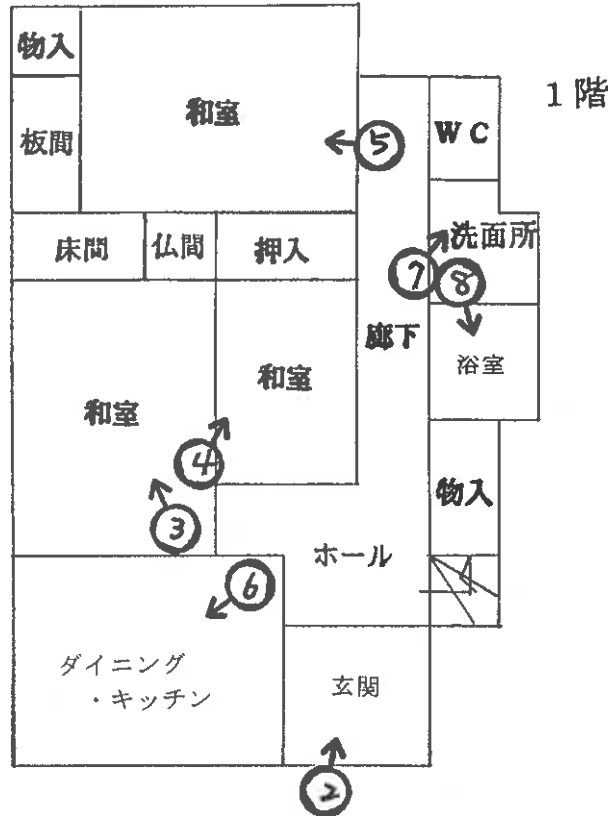 物入
1階
和室
WC
板間
⑤
床間
仏間
押入
洗面所
⑦
⑧
廊下
和室
浴室
和室
④
物入
③
ホール
⑥
ダイニング
・キッチン
玄関
②